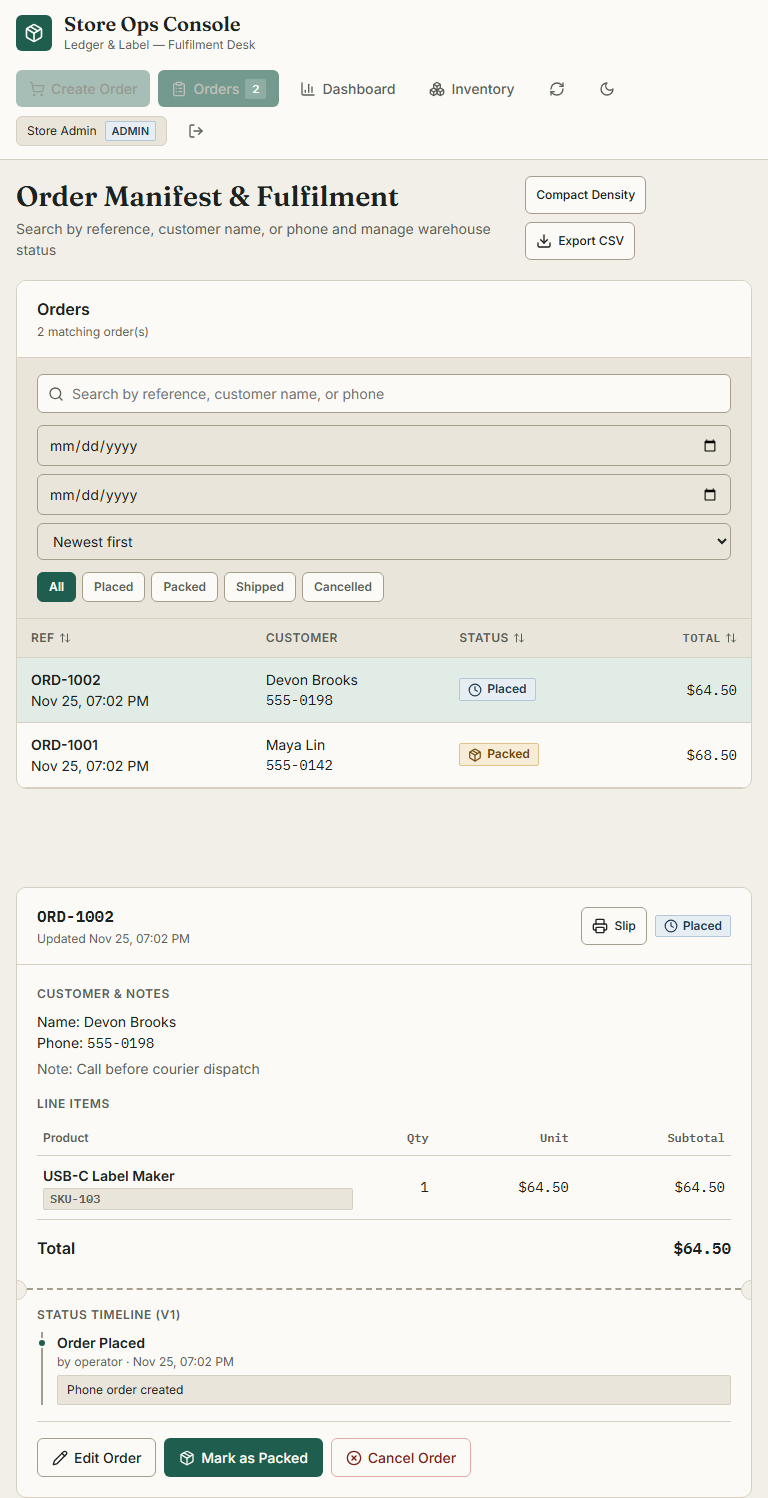 Store Ops Console
Ledger & Label — Fulfilment Desk
Create Order
Orders 2
Dashboard
Inventory
Store Admin ADMIN
Order Manifest & Fulfilment
Search by reference, customer name, or phone and manage warehouse
status
Compact Density
Export CSV
Orders
2 matching order(s)
Search by reference, customer name, or phone
mm/dd/yyyy
mm/dd/yyyy
Newest first
All Placed Packed Shipped Cancelled
REF CUSTOMER STATUS TOTAL
ORD-1002 Devon Brooks Placed $64.50
Nov 25, 07:02 PM 555-0198
ORD-1001 Maya Lin Packed $68.50
Nov 25, 07:02 PM 555-0142
ORD-1002
Updated Nov 25, 07:02 PM
Slip
Placed
CUSTOMER & NOTES
Name: Devon Brooks
Phone: 555-0198
Note: Call before courier dispatch
LINE ITEMS
Product Qty Unit Subtotal
USB-C Label Maker 1 $64.50 $64.50
SKU-103
Total $64.50
STATUS TIMELINE (V1)
Order Placed
by operator · Nov 25, 07:02 PM
Phone order created
Edit Order Mark as Packed Cancel Order